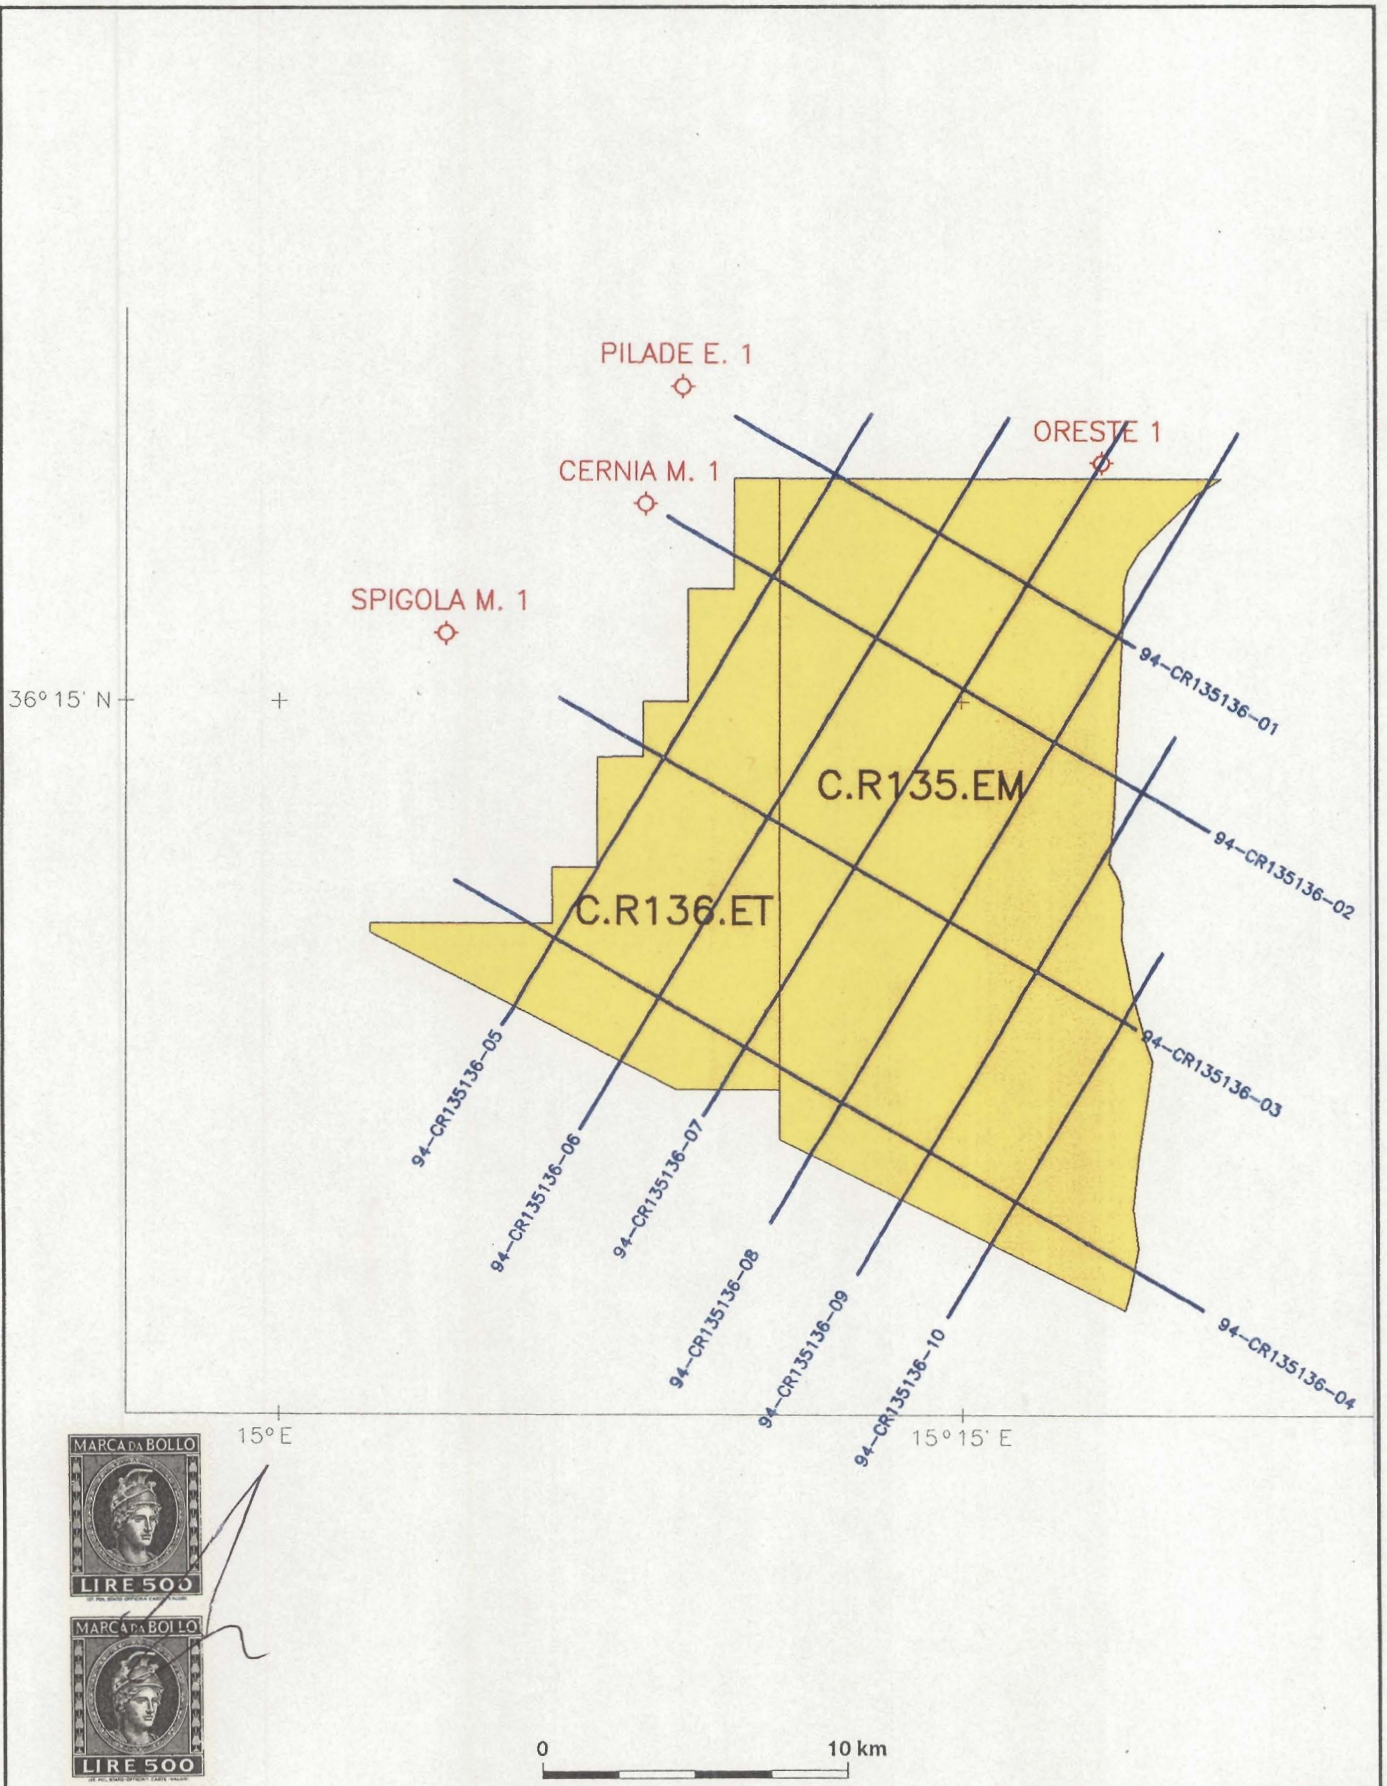 PILADE E. 1
ORESTE 1
CERNIA M. 1
SPIGOLA M. 1
36° 15' N
94-CR135136-01
C.R135.EM
94-CR135136-02
C.R136.ET
94-CR135136-03
94-CR135136-05
94-CR135136-06
94-CR135136-07
94-CR135136-08
94-CR135136-09
94-CR135136-10
94-CR135136-04
15° E
15° 15' E
MARCA DA BOLLO
LIRE 500
MARCA DA BOLLO
LIRE 500
0 10 km